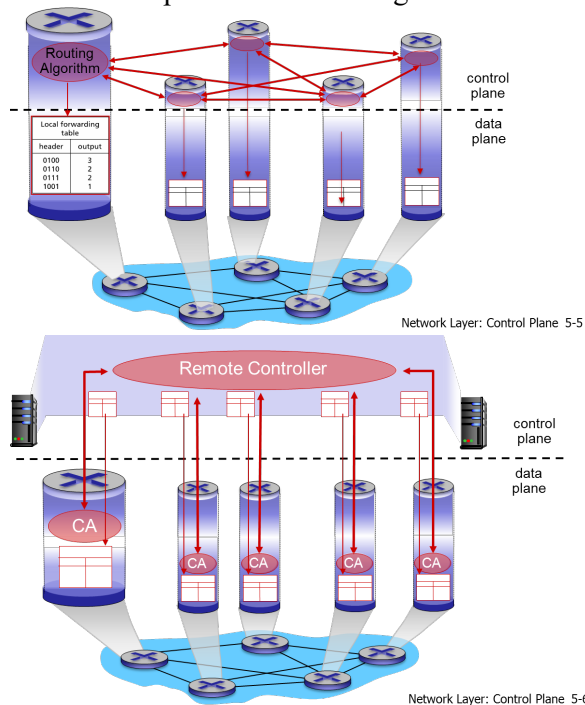 Routing
Algorithm
control
plane
data
plane
Local forwarding
table
header output
0100 3
0110 2
0111 2
1001 1
Network Layer: Control Plane 5-5
Remote Controller
control
plane
data
plane
CA
CA
CA
CA
CA
Network Layer: Control Plane 5-6